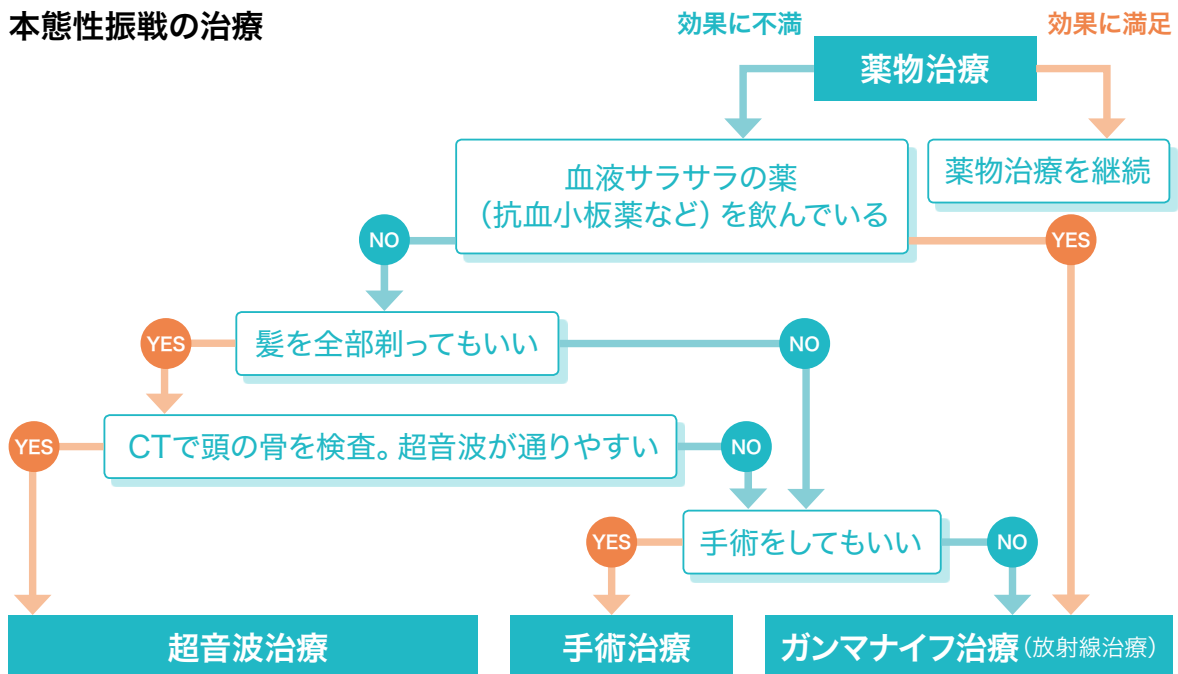 本態性振戦の治療
効果に不満
効果に満足
薬物治療
血液サラサラの薬
（抗血小板薬など）を飲んでいる
薬物治療を継続
NO
YES
髪を全部剃ってもいい
YES
NO
CTで頭の骨を検査。超音波が通りやすい
YES
NO
手術をしてもいい
YES
NO
超音波治療
手術治療
ガンマナイフ治療（放射線治療）